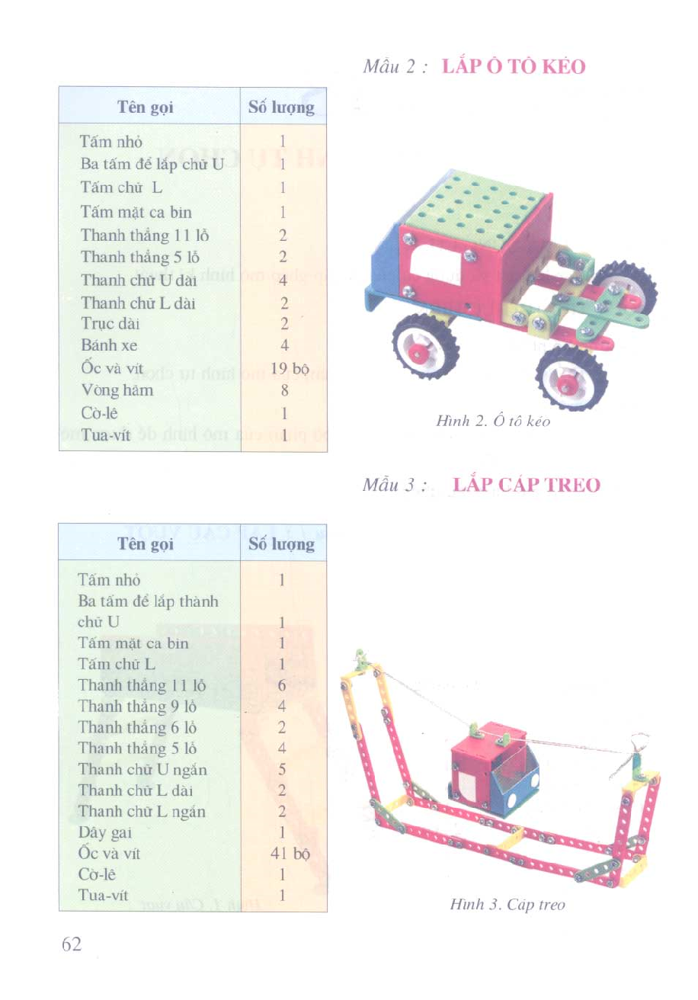 Mẫu 2 : LẮP Ô TÔ KÉO
Tên gọi Số lượng
Tấm nhỏ 1
Ba tấm để lắp chữ U 1
Tấm chữ L 1
Tấm mặt ca bin 1
Thanh thẳng 11 lỗ 2
Thanh thẳng 5 lỗ 2
Thanh chữ U dài 4
Thanh chữ L dài 2
Trục dài 2
Bánh xe 4
Ốc và vít 19 bộ
Vòng hãm 8
Cờ-lê 1
Tua-vít 1
Hình 2. Ô tô kéo
Mẫu 3 : LẮP CÁP TREO
Tên gọi Số lượng
Tấm nhỏ 1
Ba tấm để lắp thành
chữ U 1
Tấm mặt ca bin 1
Tấm chữ L 1
Thanh thẳng 11 lỗ 6
Thanh thẳng 9 lỗ 4
Thanh thẳng 6 lỗ 2
Thanh thẳng 5 lỗ 4
Thanh chữ U ngắn 5
Thanh chữ L dài 2
Thanh chữ L ngắn 2
Dây gai 1
Ốc và vít 41 bộ
Cờ-lê 1
Tua-vít 1
Hình 3. Cáp treo
62